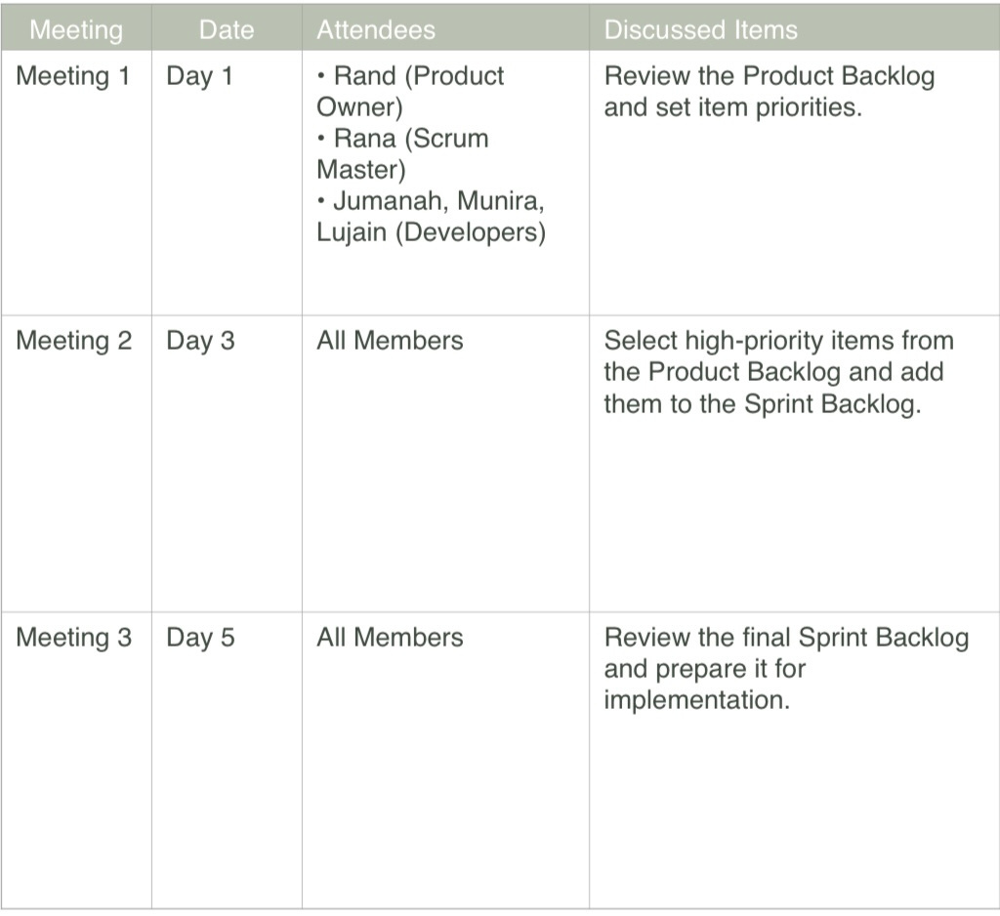 Meeting Date Attendees Discussed Items
Meeting 1 Day 1 • Rand (Product Review the Product Backlog
Owner) and set item priorities.
• Rana (Scrum
Master)
• Jumanah, Munira,
Lujain (Developers)
Meeting 2 Day 3 All Members Select high-priority items from
the Product Backlog and add
them to the Sprint Backlog.
Meeting 3 Day 5 All Members Review the final Sprint Backlog
and prepare it for
implementation.